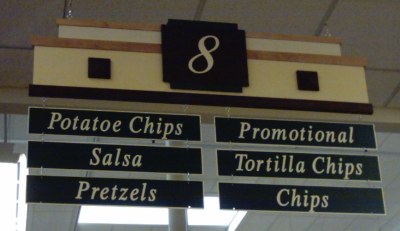 8
Potatoe Chips
Salsa
Pretzels
Promotional
Tortilla Chips
Chips